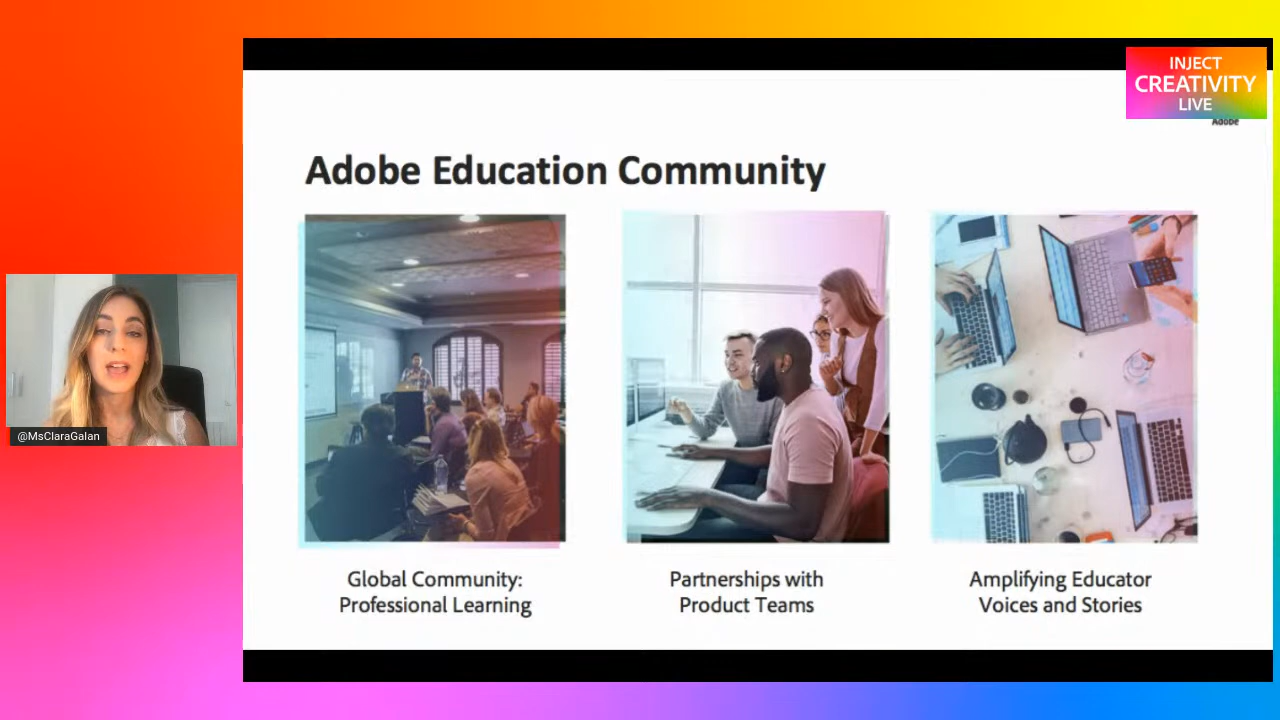 INJECT
CREATIVITY
LIVE
Adobe
Adobe Education Community
@MsClaraGalan
Global Community:
Professional Learning
Partnerships with
Product Teams
Amplifying Educator
Voices and Stories